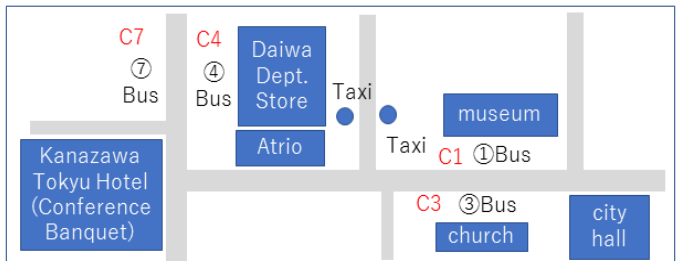 C7
⑦
Bus
C4
④
Bus
Daiwa
Dept.
Store
Atrio
Taxi
Taxi
museum
C1 ①Bus
Kanazawa
Tokyu Hotel
(Conference
Banquet)
C3 ③Bus
church
city
hall